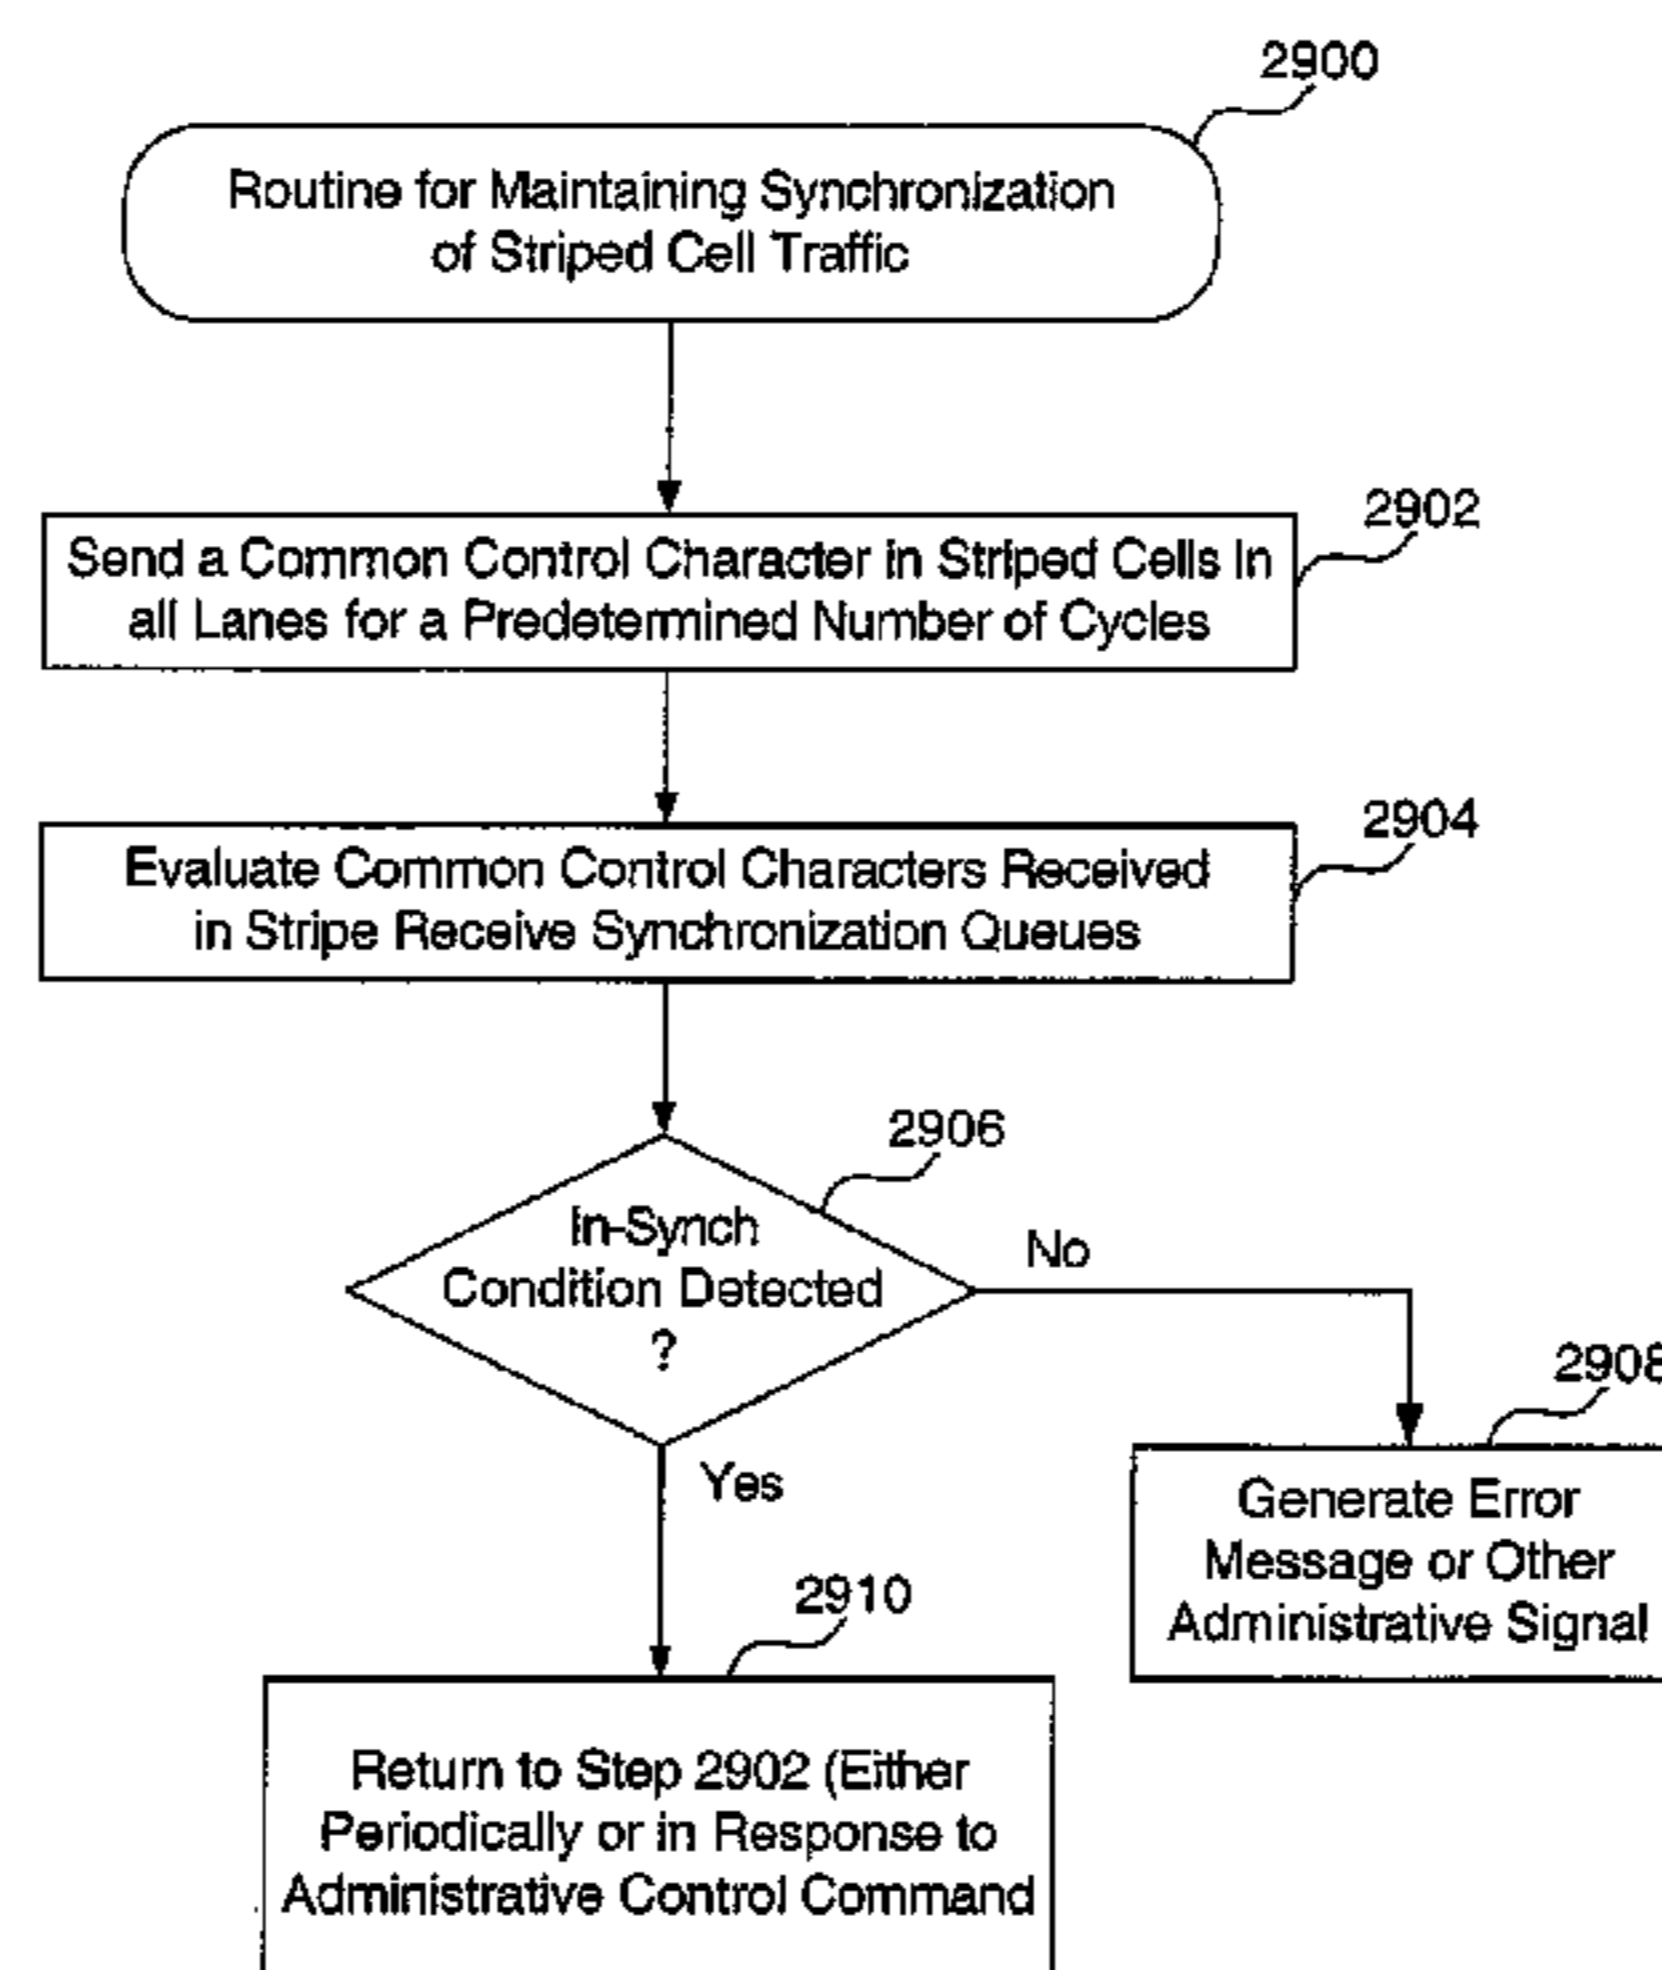 2900
Routine for Maintaining Synchronization
of Striped Cell Traffic
2902
Send a Common Control Character in Striped Cells In
all Lanes for a Predetermined Number of Cycles
2904
Evaluate Common Control Characters Received
in Stripe Receive Synchronization Queues
2906
In-Synch
Condition Detected
?
No
Yes
2908
Generate Error
Message or Other
Administrative Signal
2910
Return to Step 2902 (Either
Periodically or in Response to
Administrative Control Command